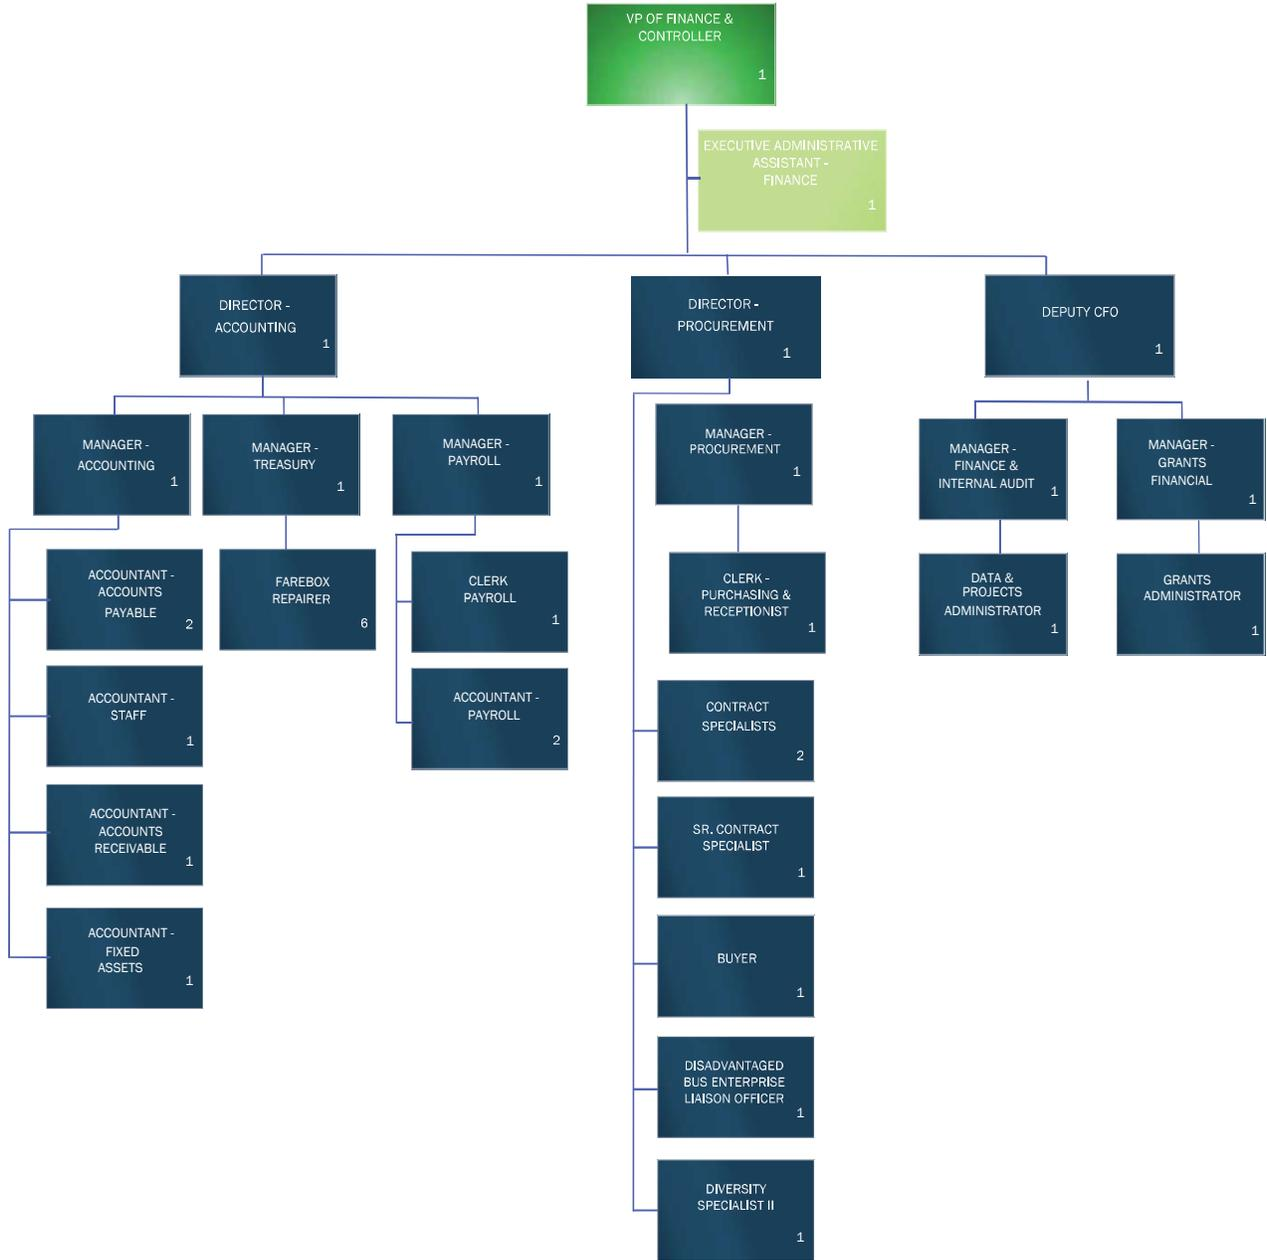 VP OF FINANCE &
CONTROLLER
1
EXECUTIVE ADMINISTRATIVE
ASSISTANT -
FINANCE
1
DIRECTOR -
ACCOUNTING
1
DIRECTOR -
PROCUREMENT
1
DEPUTY CFO
1
MANAGER -
ACCOUNTING
1
MANAGER -
TREASURY
1
MANAGER -
PAYROLL
1
MANAGER -
PROCUREMENT
1
MANAGER -
FINANCE &
INTERNAL AUDIT
1
MANAGER -
GRANTS
FINANCIAL
1
ACCOUNTANT -
ACCOUNTS
PAYABLE
2
FAREBOX
REPAIRER
6
CLERK
PAYROLL
1
CLERK -
PURCHASING &
RECEPTIONIST
1
DATA &
PROJECTS
ADMINISTRATOR
1
GRANTS
ADMINISTRATOR
1
ACCOUNTANT -
STAFF
1
ACCOUNTANT -
PAYROLL
2
CONTRACT
SPECIALISTS
2
ACCOUNTANT -
ACCOUNTS
RECEIVABLE
1
SR. CONTRACT
SPECIALIST
1
ACCOUNTANT -
FIXED
ASSETS
1
BUYER
1
DISADVANTAGED
BUS ENTERPRISE
LIAISON OFFICER
1
DIVERSITY
SPECIALIST II
1